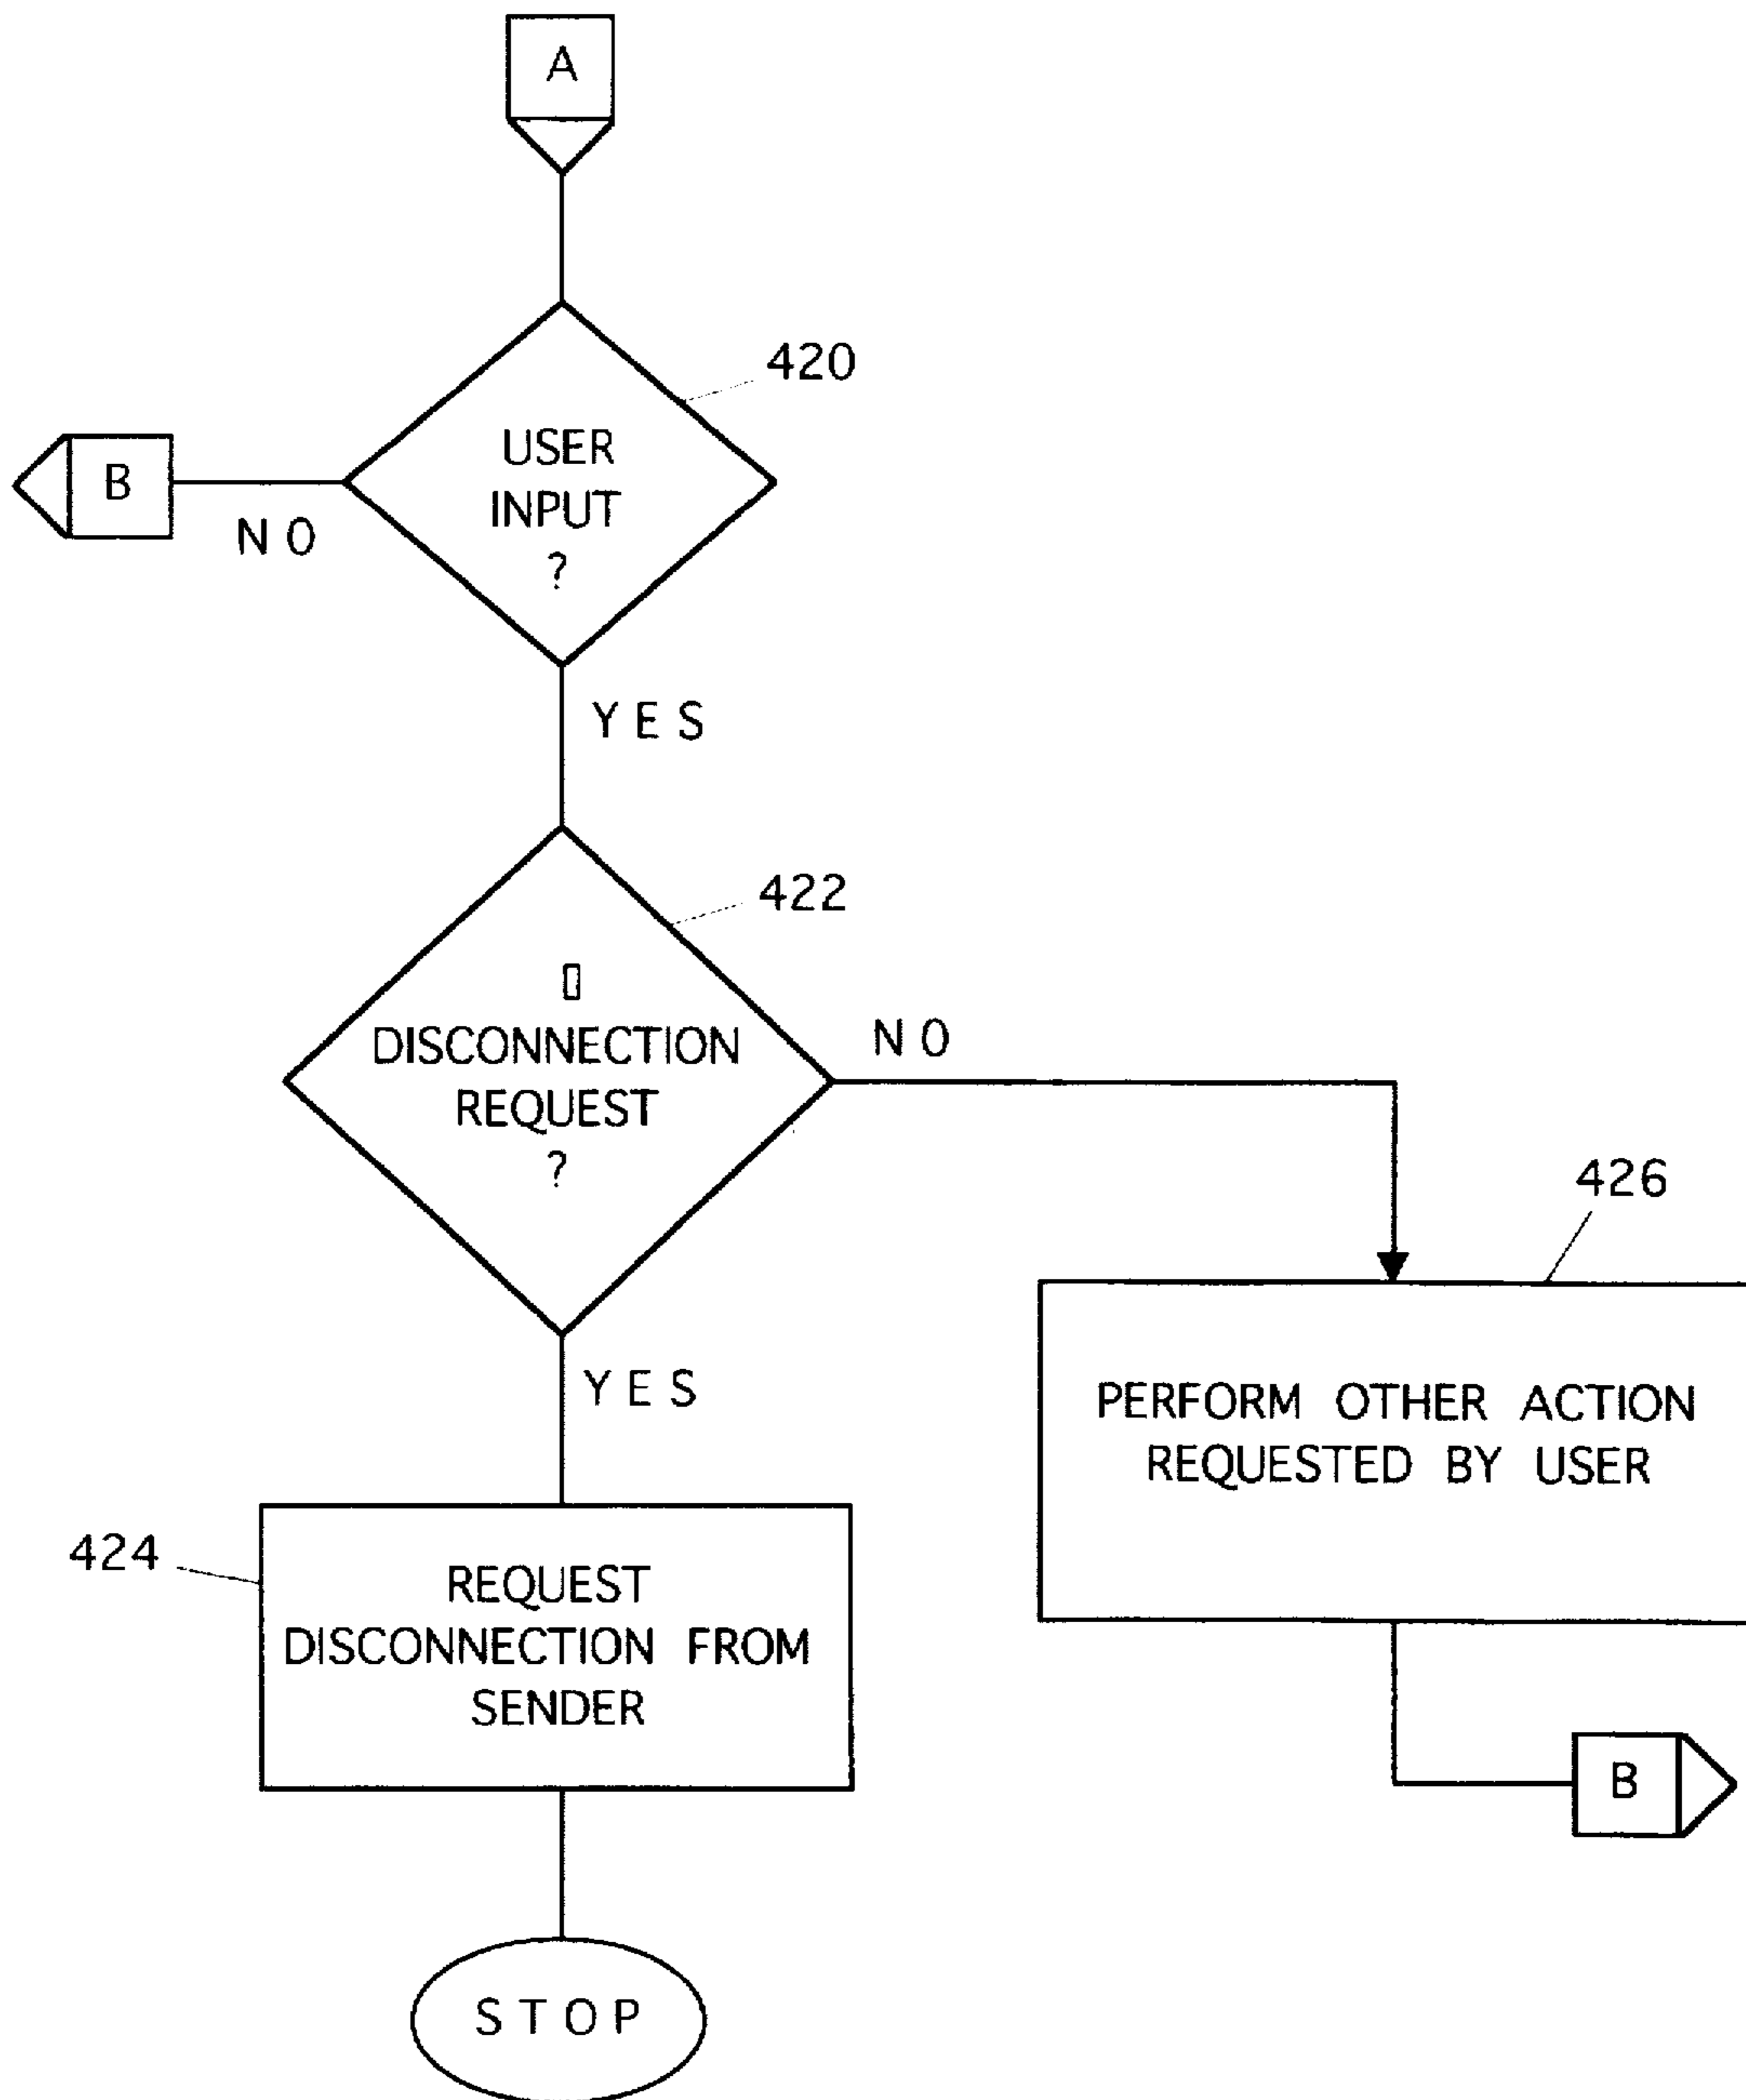 A
420
USER
INPUT
?
B
NO
YES
422
DISCONNECTION
REQUEST
?
NO
426
YES
PERFORM OTHER ACTION
REQUESTED BY USER
424
REQUEST
DISCONNECTION FROM
SENDER
B
STOP